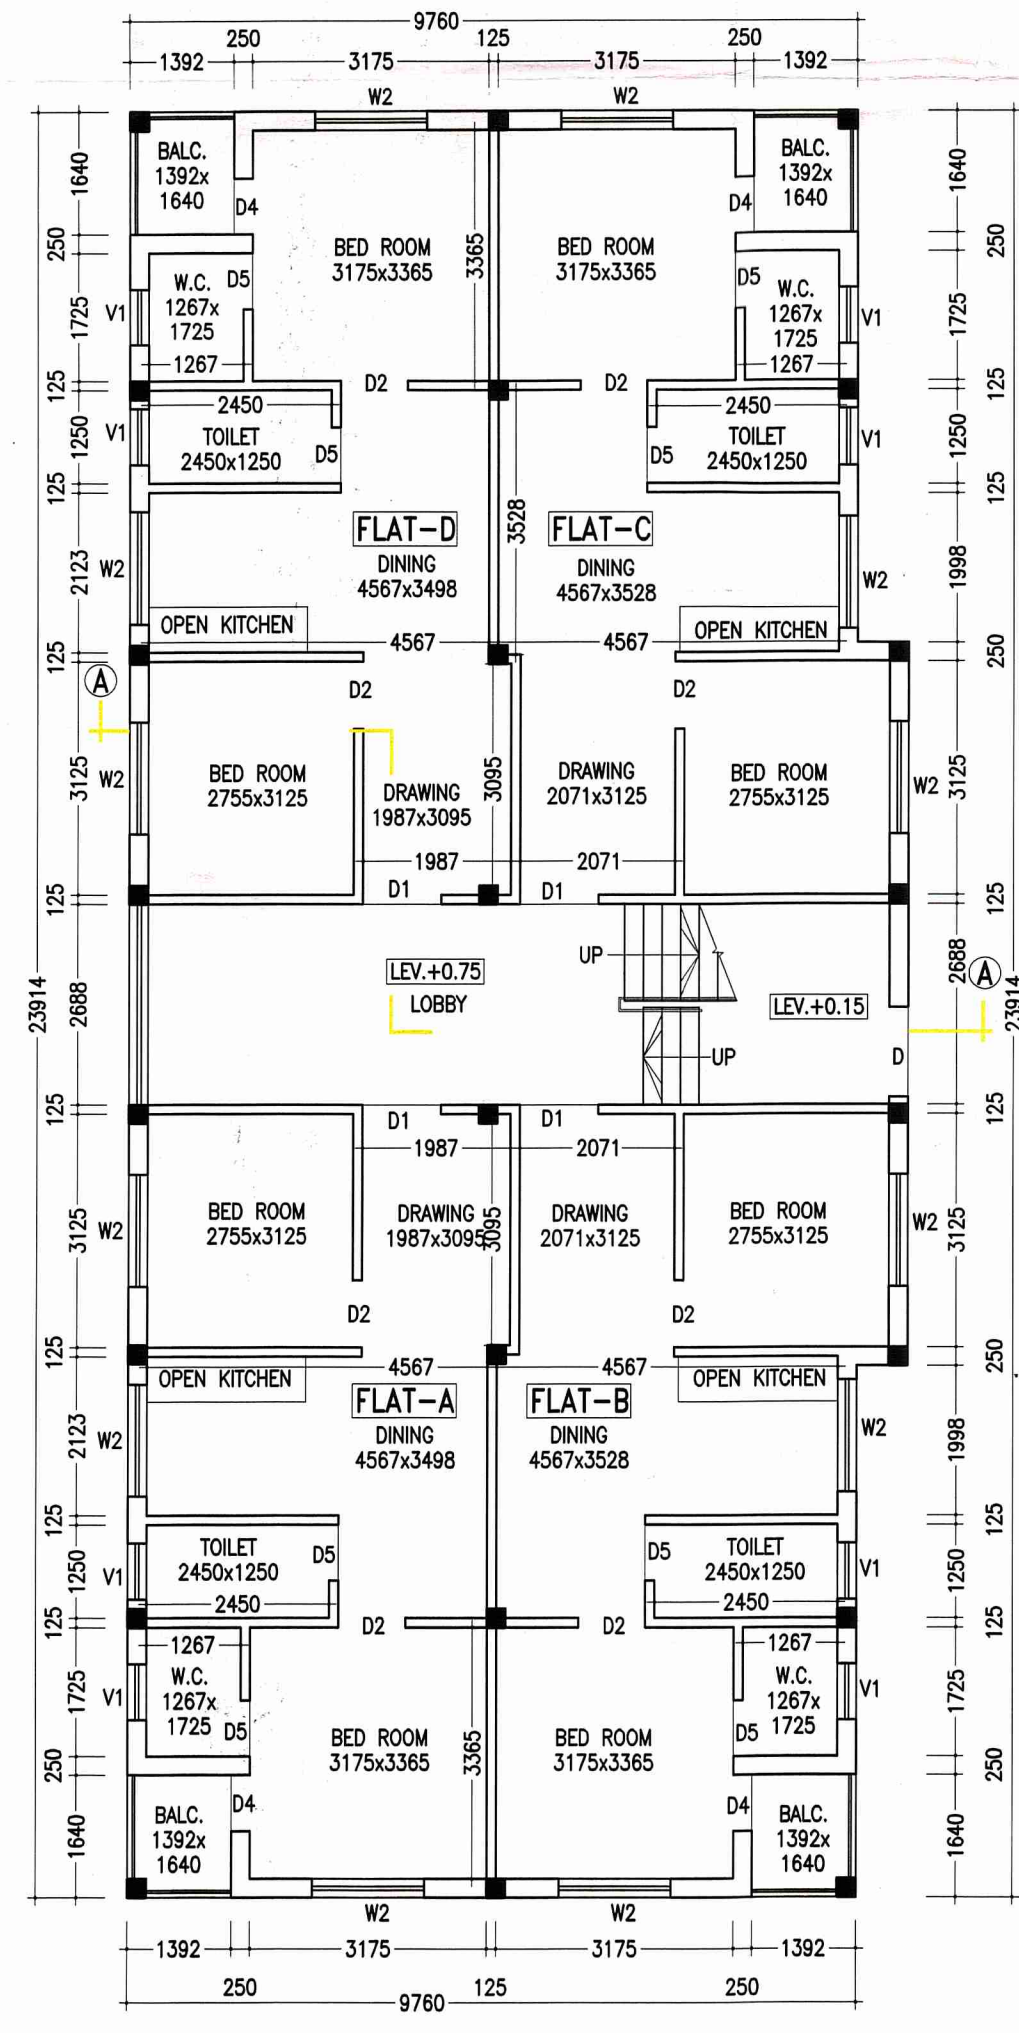 9760
250 125 250
1392 3175 3175 1392
W2 W2
BALC.
1392x
1640
BALC.
1392x
1640
1640 1640
D4 D4
BED ROOM
3175x3365
3365
BED ROOM
3175x3365
250 250
D5 D5
W.C.
1267x
1725
W.C.
1267x
1725
1725 V1 V1 1725
1267 1267
125 D2 D2 125
2450 2450
TOILET
2450x1250
TOILET
2450x1250
1250 V1 V1 1250
D5 D5
125 125
3528
FLAT-D FLAT-C
DINING
4567x3498
DINING
4567x3528
2123 W2 W2 1998
OPEN KITCHEN OPEN KITCHEN
4567 4567
125 250
A
D2 D2
BED ROOM
2755x3125
DRAWING
1987x3095
3095
DRAWING
2071x3125
BED ROOM
2755x3125
3125 W2 W2 3125
1987 2071
125 D1 D1 125
UP
LEV.+0.75
LOBBY
LEV.+0.15
A
23914 2688 2688 23914
UP
D
125 D1 D1 125
1987 2071
BED ROOM
2755x3125
DRAWING
1987x3095
3095
DRAWING
2071x3125
BED ROOM
2755x3125
3125 W2 W2 3125
D2 D2
125 250
4567 4567
OPEN KITCHEN OPEN KITCHEN
FLAT-A FLAT-B
DINING
4567x3498
DINING
4567x3528
2123 W2 W2 1998
125 125
TOILET
2450x1250
TOILET
2450x1250
D5 D5
1250 V1 V1 1250
2450 2450
125 D2 D2 125
1267 1267
W.C.
1267x
1725
W.C.
1267x
1725
1725 V1 V1 1725
D5 D5
BED ROOM
3175x3365
3365
BED ROOM
3175x3365
250 250
D4 D4
BALC.
1392x
1640
BALC.
1392x
1640
1640 1640
W2 W2
1392 3175 3175 1392
250 125 250
9760